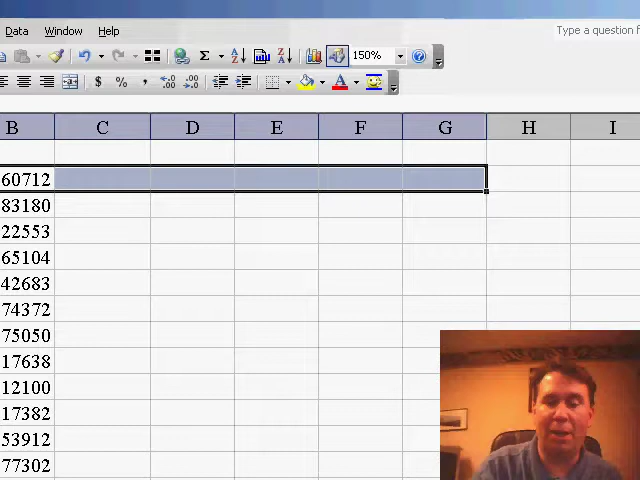 Type a question f
Data Window Help
Σ 150%
$ % ,
B C D E F G H I
60712
83180
22553
65104
42683
74372
75050
17638
12100
17382
53912
77302